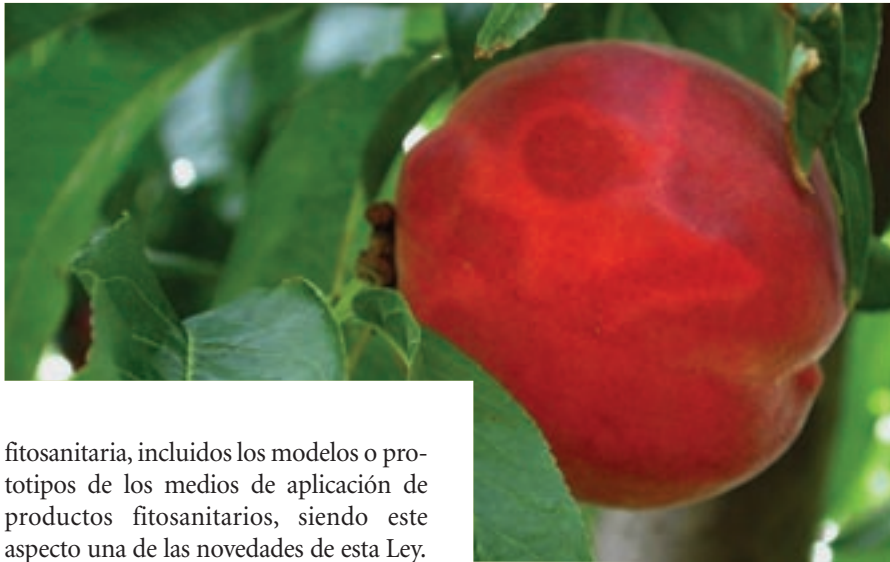 fitosanitaria, incluidos los modelos o pro-
totipos de los medios de aplicación de
productos fitosanitarios, siendo este
aspecto una de las novedades de esta Ley.